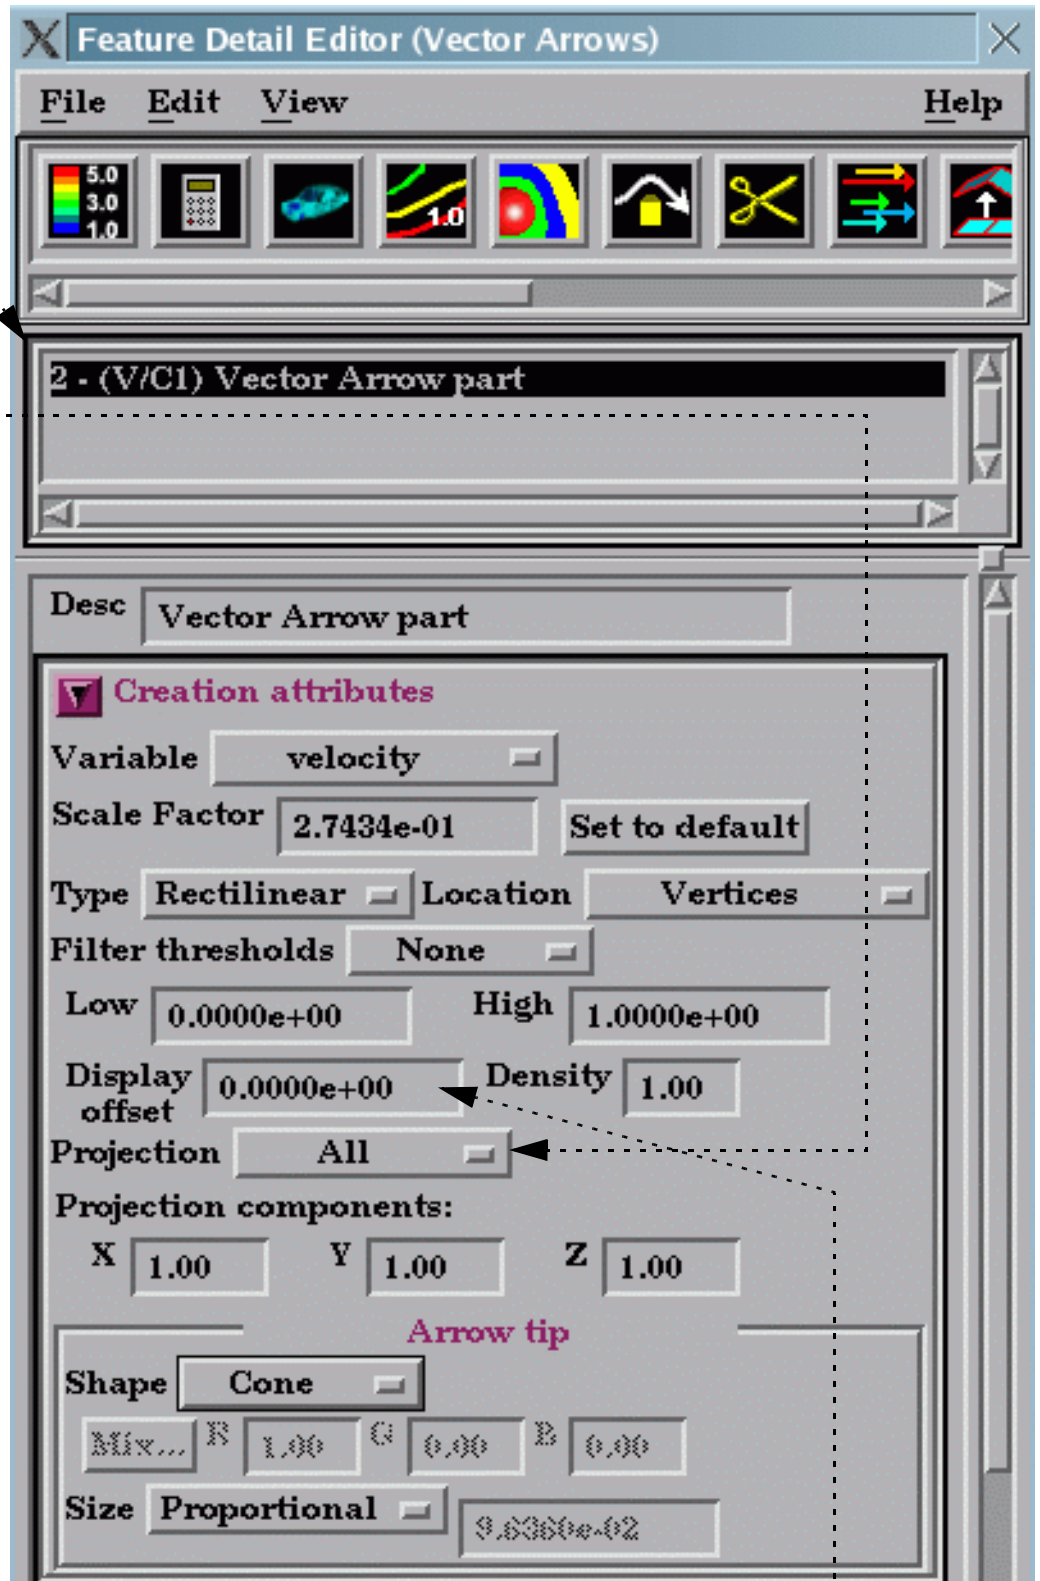 Feature Detail Editor (Vector Arrows)
File Edit View Help
5.0
3.0
1.0
1.0
2 - (V/C1) Vector Arrow part
Desc Vector Arrow part
Creation attributes
Variable velocity
Scale Factor 2.7434e-01 Set to default
Type Rectilinear Location Vertices
Filter thresholds None
Low 0.0000e+00 High 1.0000e+00
Display offset 0.0000e+00 Density 1.00
Projection All
Projection components:
X 1.00 Y 1.00 Z 1.00
Arrow tip
Shape Cone
Mix... R 1.00 G 0.00 B 0.00
Size Proportional 9.6360e-02